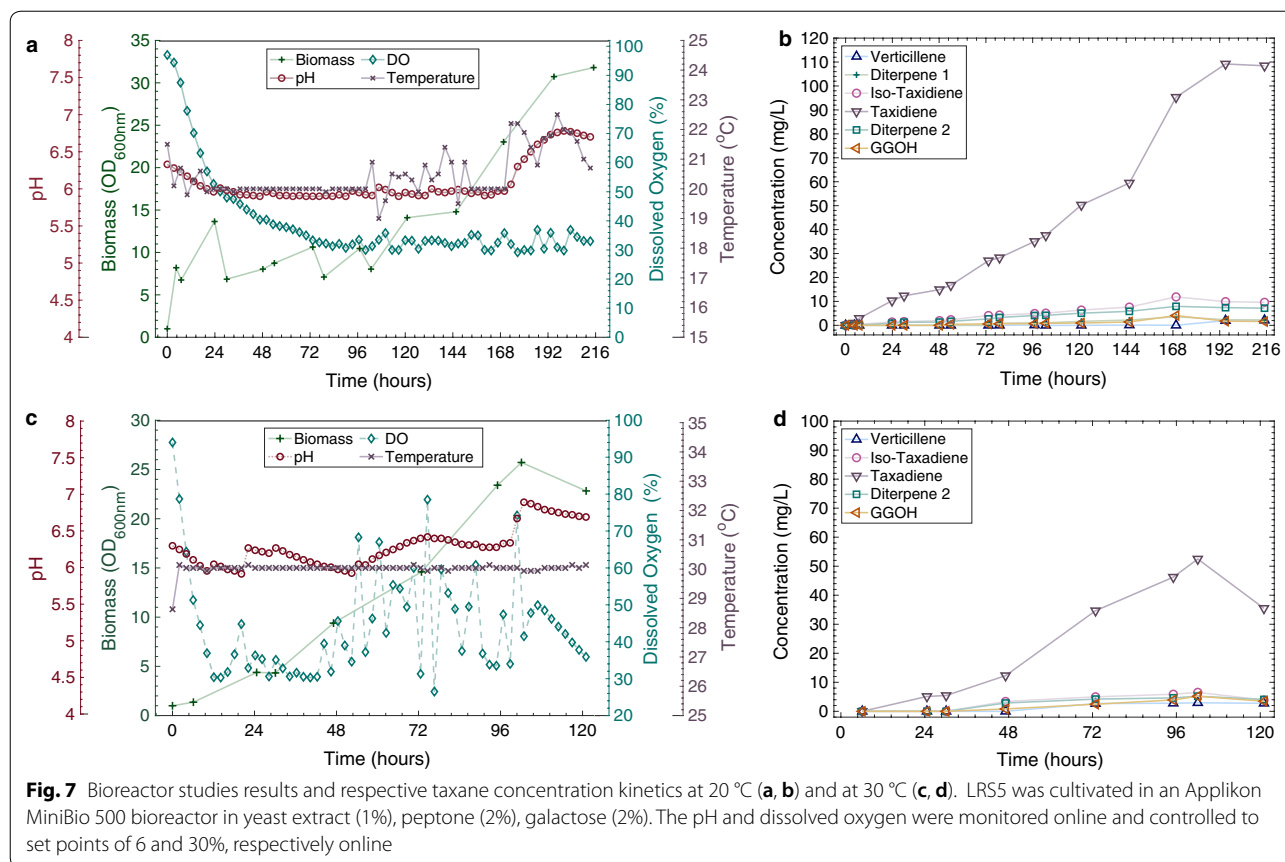 a
Biomass
DO
pH
Temperature
8
7.5
7
6.5
6
5.5
5
4.5
4
pH
35
30
25
20
15
10
5
0
Biomass (OD600nm)
100
90
80
70
60
50
40
30
20
10
0
Dissolved Oxygen (%)
25
24
23
22
21
20
19
18
17
16
15
Temperature (°C)
0 24 48 72 96 120 144 168 192 216
Time (hours)
b
Verticillene
Diterpene 1
Iso-Taxidiene
Taxidiene
Diterpene 2
GGOH
120
110
100
90
80
70
60
50
40
30
20
10
0
Concentration (mg/L)
0 24 48 72 96 120 144 168 192 216
Time (hours)
c
Biomass
DO
pH
Temperature
8
7.5
7
6.5
6
5.5
5
4.5
4
pH
30
25
20
15
10
5
0
Biomass (OD600nm)
100
90
80
70
60
50
40
30
20
Dissolved Oxygen (%)
35
34
33
32
31
30
29
28
27
26
25
Temperature (°C)
0 24 48 72 96 120
Time (hours)
d
Verticillene
Iso-Taxadiene
Taxadiene
Diterpene 2
GGOH
100
90
80
70
60
50
40
30
20
10
0
Concentration (mg/L)
0 24 48 72 96 120
Time (hours)
Fig. 7 Bioreactor studies results and respective taxane concentration kinetics at 20 °C (a, b) and at 30 °C (c, d). LRS5 was cultivated in an Applikon
MiniBio 500 bioreactor in yeast extract (1%), peptone (2%), galactose (2%). The pH and dissolved oxygen were monitored online and controlled to
set points of 6 and 30%, respectively online